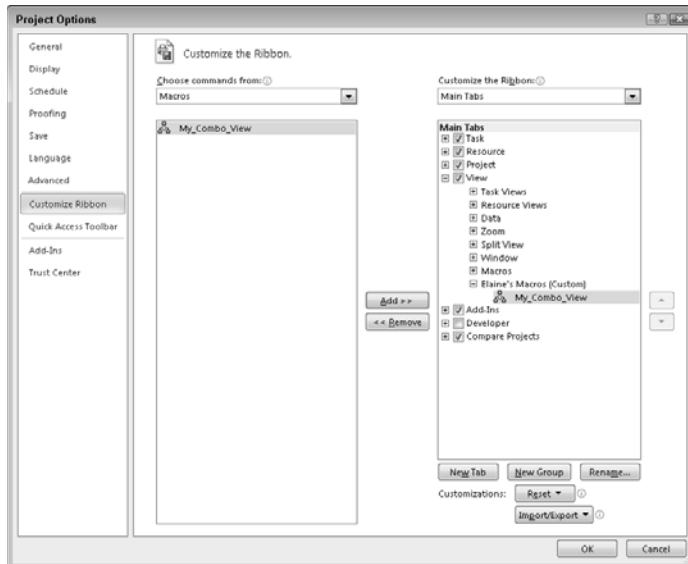 Project Options
General
Display
Schedule
Proofing
Save
Language
Advanced
Customize Ribbon
Quick Access Toolbar
Add-Ins
Trust Center
Customize the Ribbon.
Choose commands from:
Macros
My_Combo_View
Add >>
<< Remove
Customize the Ribbon:
Main Tabs
Main Tabs
Task
Resource
Project
View
Task Views
Resource Views
Data
Zoom
Split View
Window
Macros
Elaine's Macros (Custom)
My_Combo_View
Add-Ins
Developer
Compare Projects
New Tab New Group Rename...
Customizations: Reset
Import/Export
OK Cancel